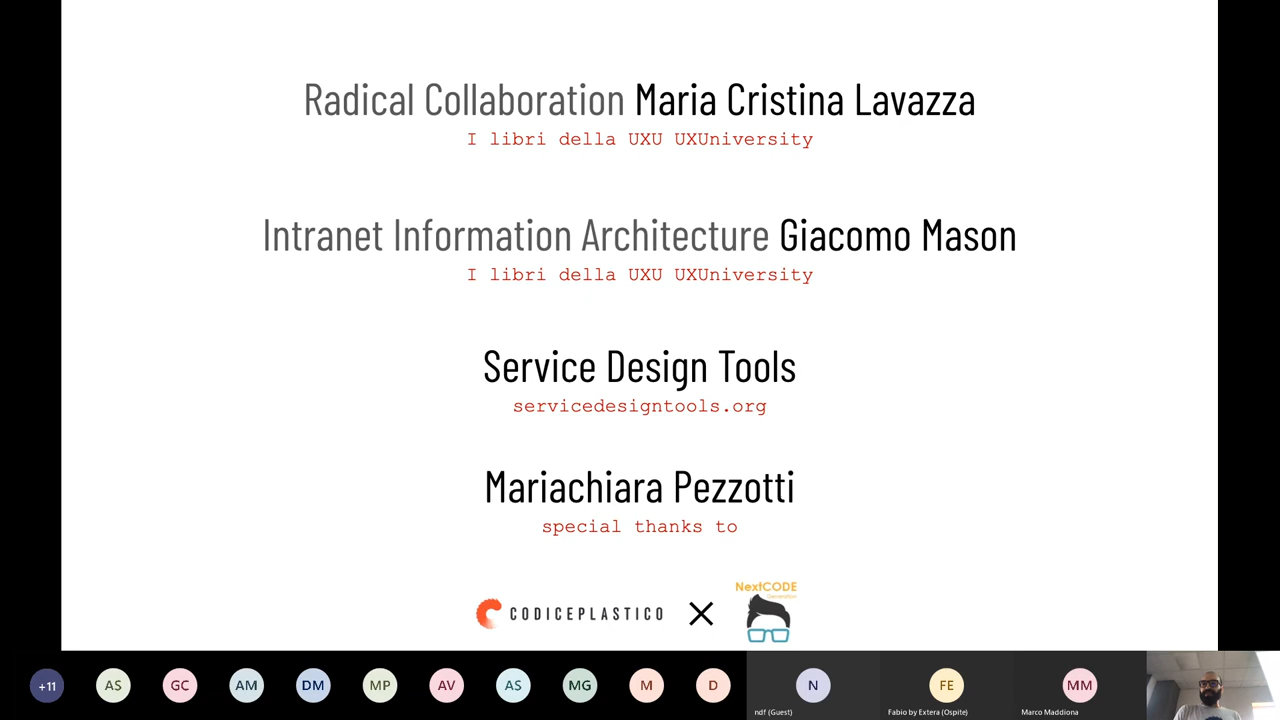 Radical Collaboration Maria Cristina Lavazza
I libri della UXU UXUniversity
Intranet Information Architecture Giacomo Mason
I libri della UXU UXUniversity
Service Design Tools
servicedesigntools.org
Mariachiara Pezzotti
special thanks to
CODICEPLASTICO
NextCODE
Generation
+11
AS
GC
AM
DM
MP
AV
AS
MG
M
D
N
FE
MM
ndf (Guest)
Fabio by Extera (Ospite)
Marco Maddiona